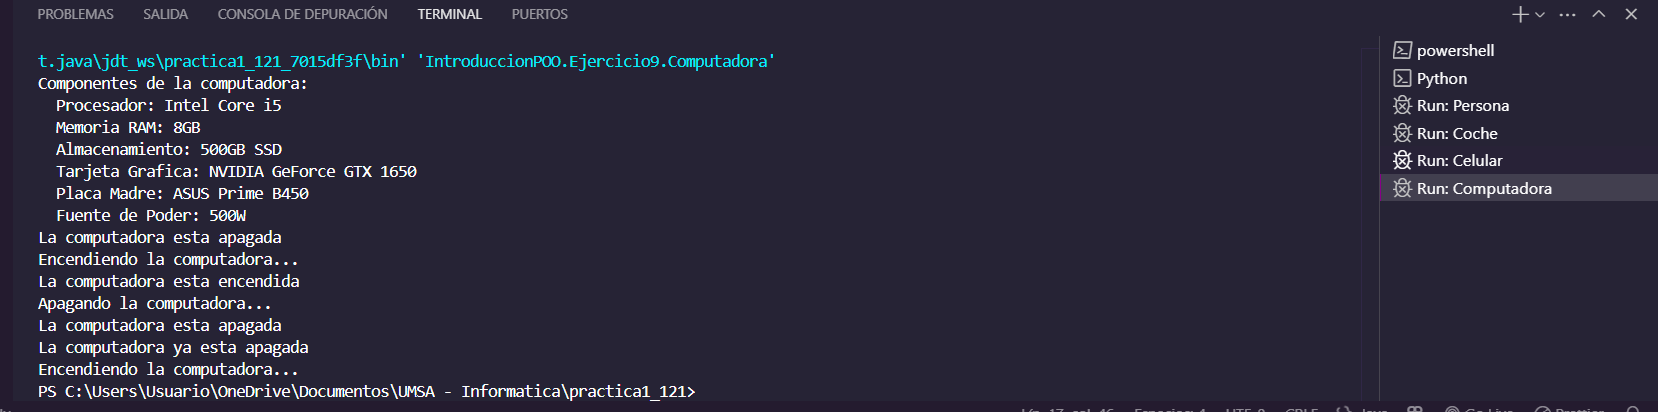 PROBLEMAS SALIDA CONSOLA DE DEPURACIÓN TERMINAL PUERTOS
t.java\jdt_ws\practica1_121_7015df3f\bin' 'IntroduccionPOO.Ejercicio9.Computadora'
Componentes de la computadora:
Procesador: Intel Core i5
Memoria RAM: 8GB
Almacenamiento: 500GB SSD
Tarjeta Grafica: NVIDIA GeForce GTX 1650
Placa Madre: ASUS Prime B450
Fuente de Poder: 500W
La computadora esta apagada
Encendiendo la computadora...
La computadora esta encendida
Apagando la computadora...
La computadora esta apagada
La computadora ya esta apagada
Encendiendo la computadora...
PS C:\Users\Usuario\OneDrive\Documentos\UMSA - Informatica\practica1_121>
powershell
Python
Run: Persona
Run: Coche
Run: Celular
Run: Computadora